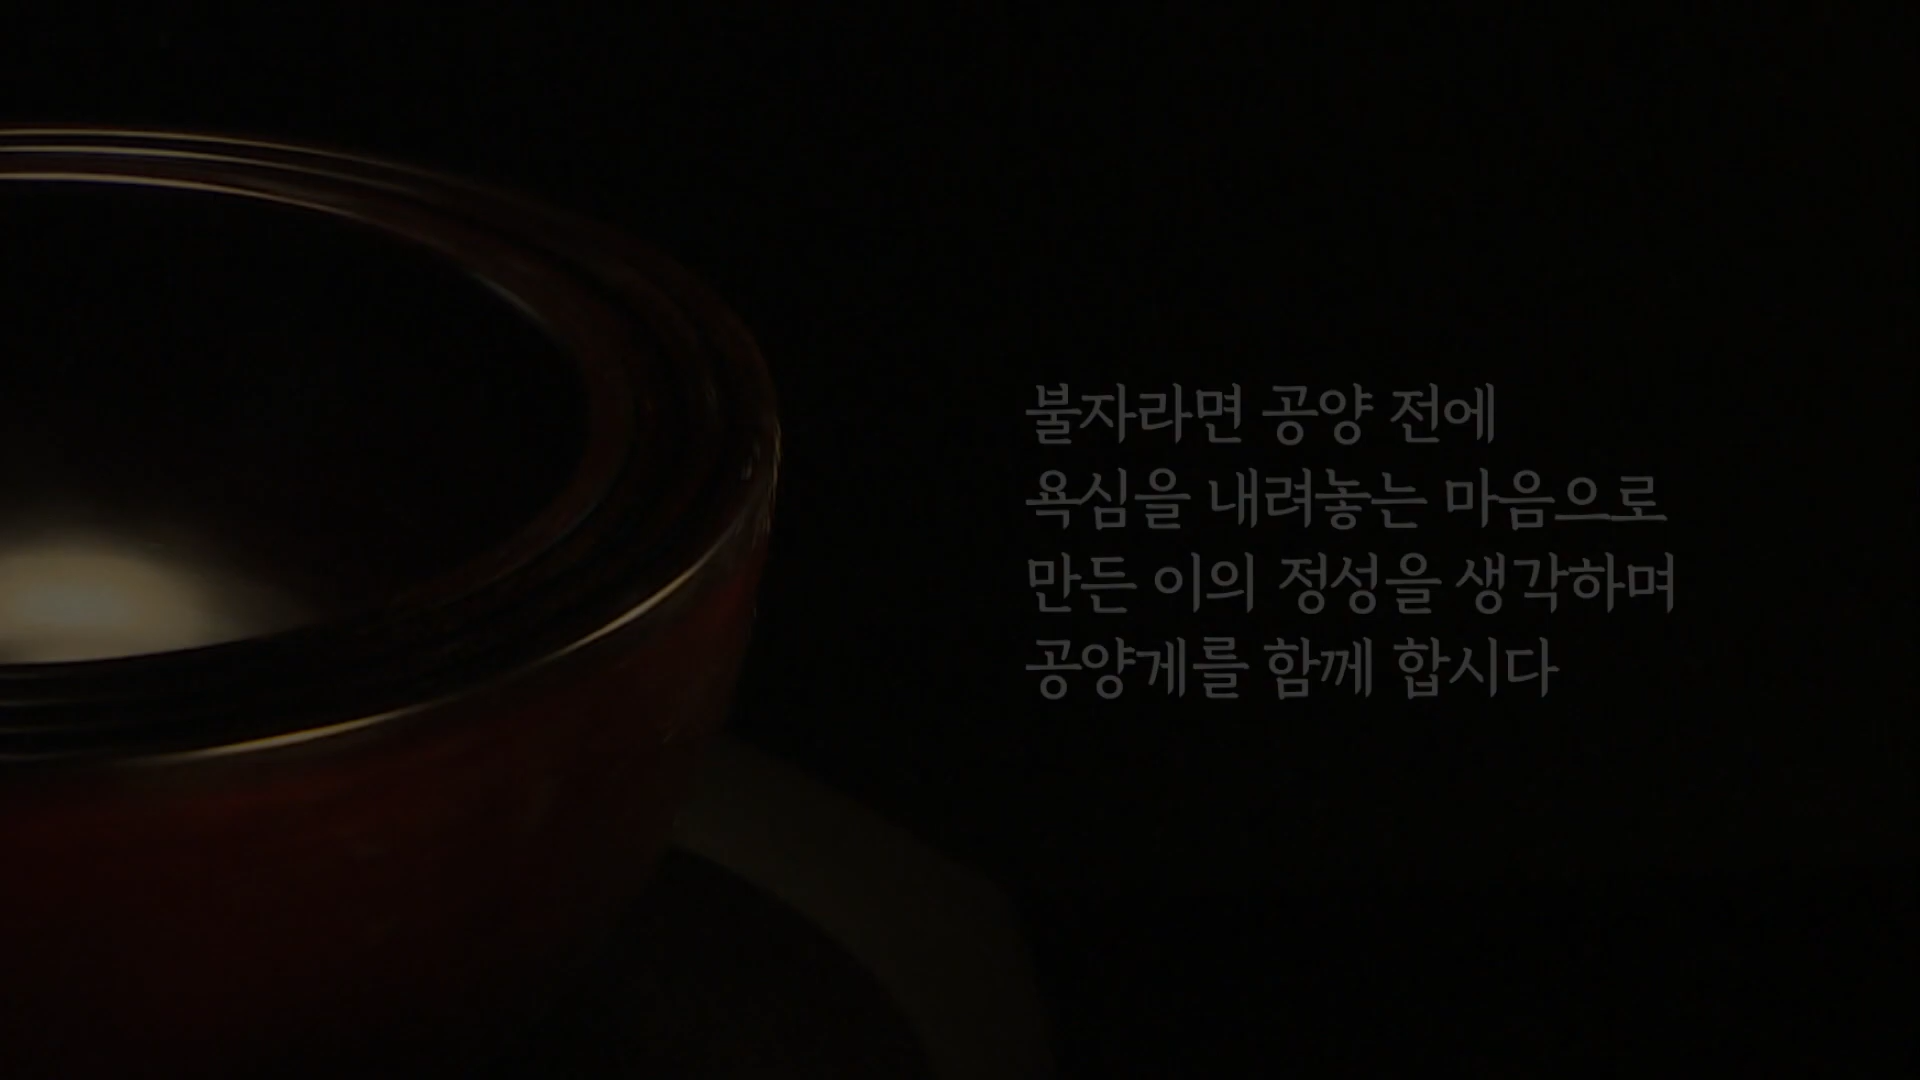 불자라면 공양 전에
욕심을 내려놓는 마음으로
만든 이의 정성을 생각하며
공양게를 함께 합시다